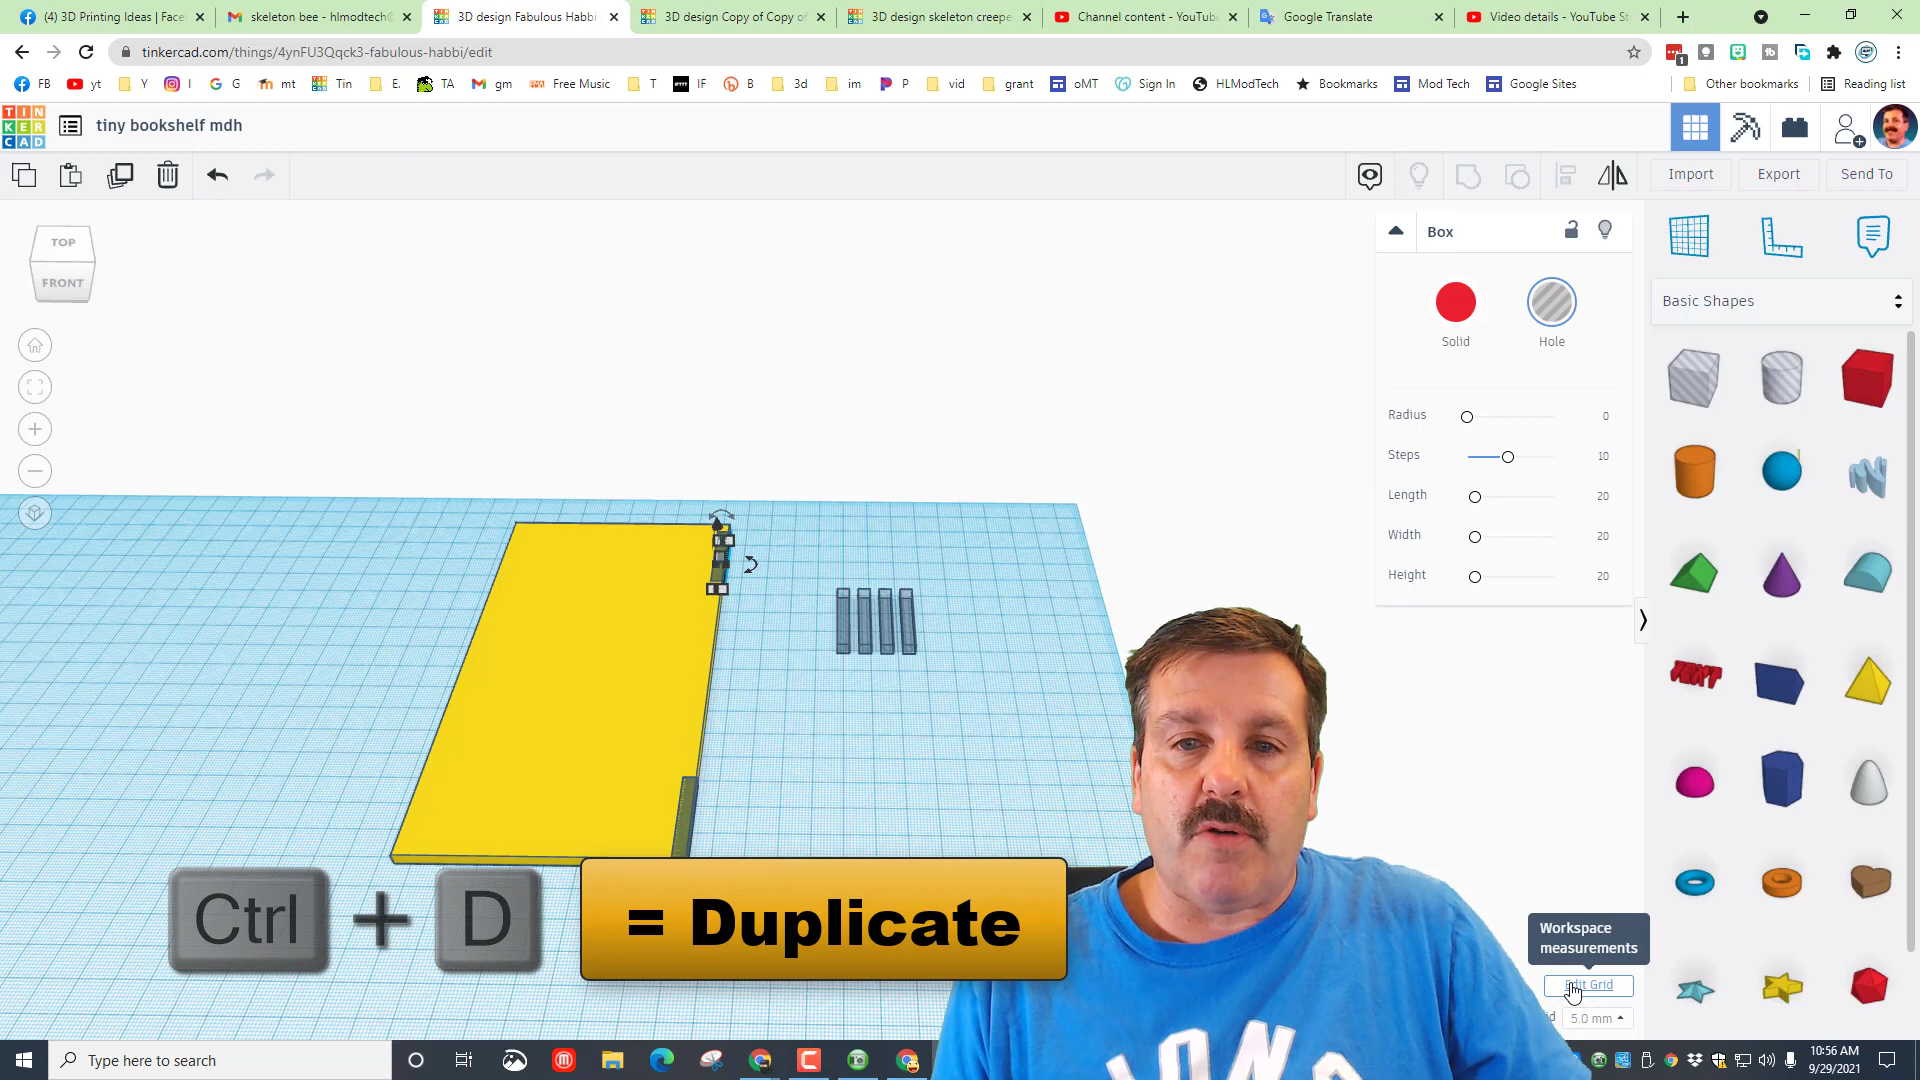 (4) 3D Printing Ideas | Face
skeleton bee - hlmodtech@
3D design Fabulous Habbi
3D design Copy of Copy of
3D design skeleton creepe
Channel content - YouTube
Google Translate
Video details - YouTube St
tinkercad.com/things/4ynFU3Qqck3-fabulous-habbi/edit
1
FB
yt
Y
I
G
mt
Tin
E.
TA
gm
Free Music
T
IF
B
3d
im
P
vid
grant
oMT
Sign In
HLModTech
Bookmarks
Mod Tech
Google Sites
Other bookmarks
Reading list
TIN
KER
CAD
tiny bookshelf mdh
Import
Export
Send To
TOP
FRONT
Box
Solid
Hole
Radius 0
Steps 10
Length 20
Width 20
Height 20
Basic Shapes
TEXT
Ctrl + D = Duplicate
Workspace
measurements
Edit Grid
id 5.0 mm
Type here to search
10:56 AM
9/29/2021